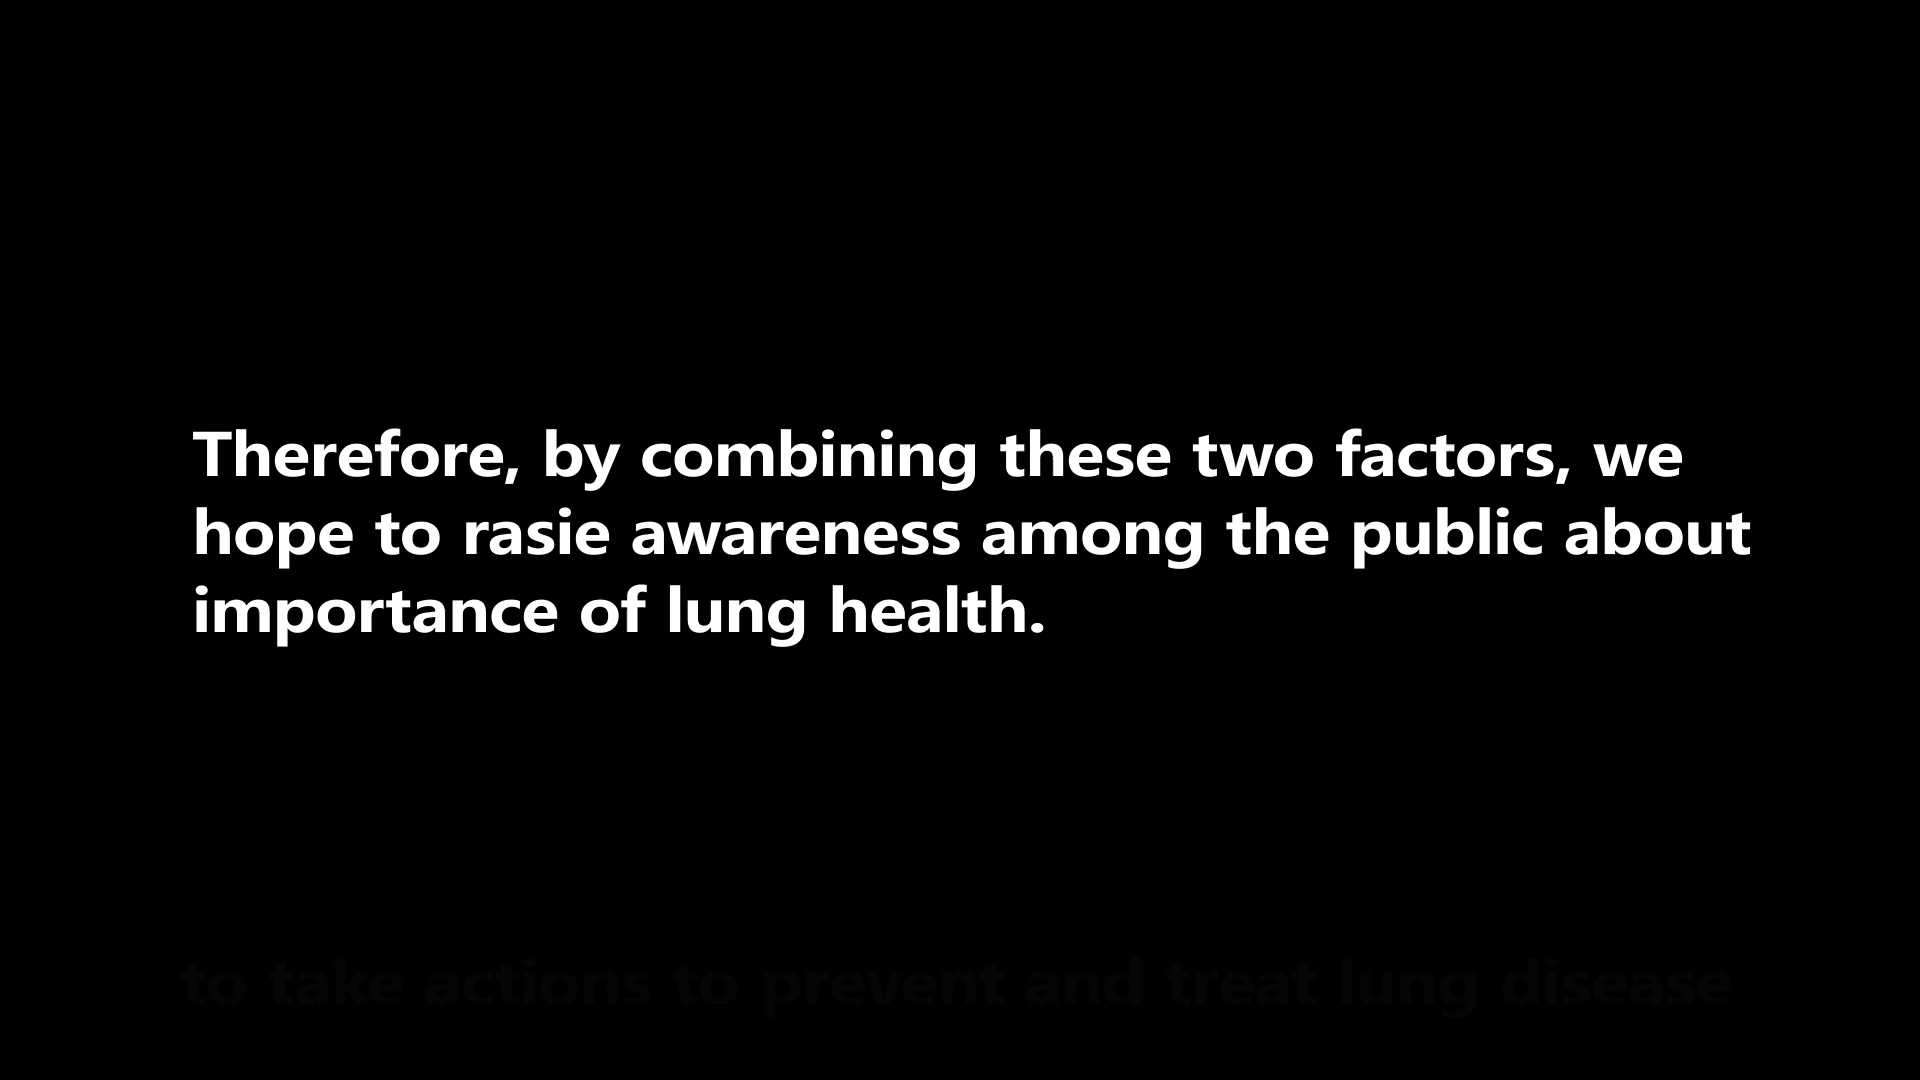 Therefore, by combining these two factors, we
hope to rasie awareness among the public about
importance of lung health.
to take actions to prevent and treat lung disease